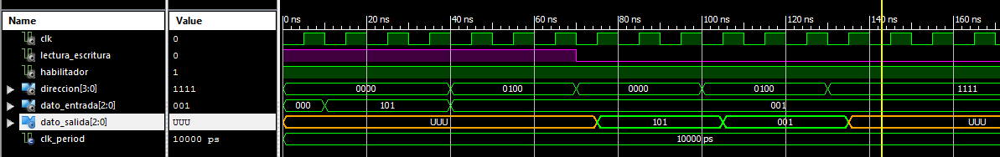 Name Value 0 ns 20 ns 40 ns 60 ns 80 ns 100 ns 120 ns 140 ns 160 ns
clk 0
lectura_escritura 0
habilitador 1
direccion[3:0] 1111 0000 0100 0000 0100 1111
dato_entrada[2:0] 001 000 101 001
dato_salida[2:0] UUU UUU 101 001 UUU
clk_period 10000 ps 10000 ps